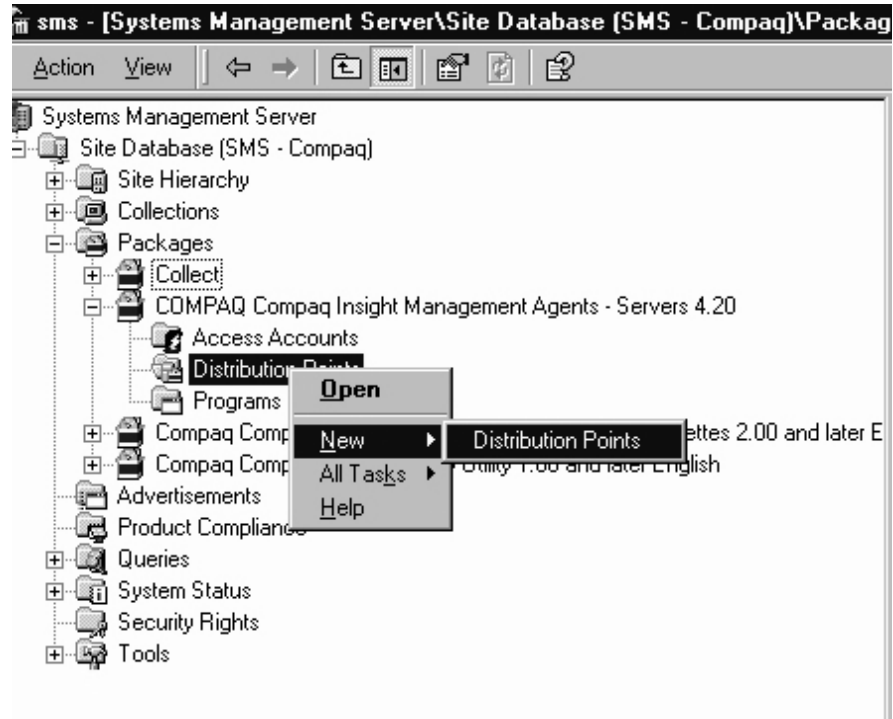 sms - [Systems Management Server\Site Database (SMS - Compaq)\Packag
Action View
Systems Management Server
Site Database (SMS - Compaq)
Site Hierarchy
Collections
Packages
Collect
COMPAQ Compaq Insight Management Agents - Servers 4.20
Access Accounts
Distribution Points
Open
Programs
Compaq Comp
New
Distribution Points
ettes 2.00 and later E
Compaq Comp
All Tasks
Utility 1.00 and later English
Advertisements
Help
Product Compliance
Queries
System Status
Security Rights
Tools